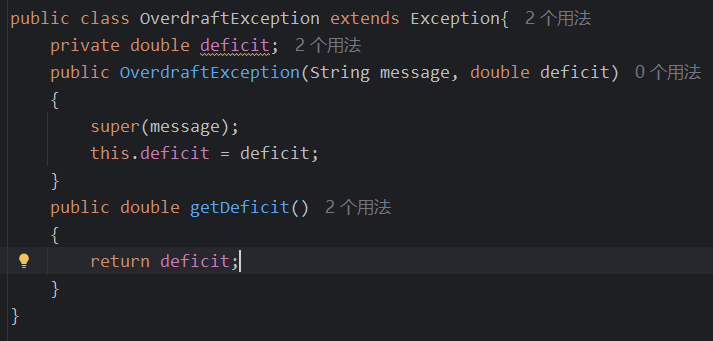 public class OverdraftException extends Exception{ 2 个用法
private double deficit; 2 个用法
public OverdraftException(String message, double deficit) 0 个用法
{
super(message);
this.deficit = deficit;
}
public double getDeficit() 2 个用法
{
return deficit;
}
}